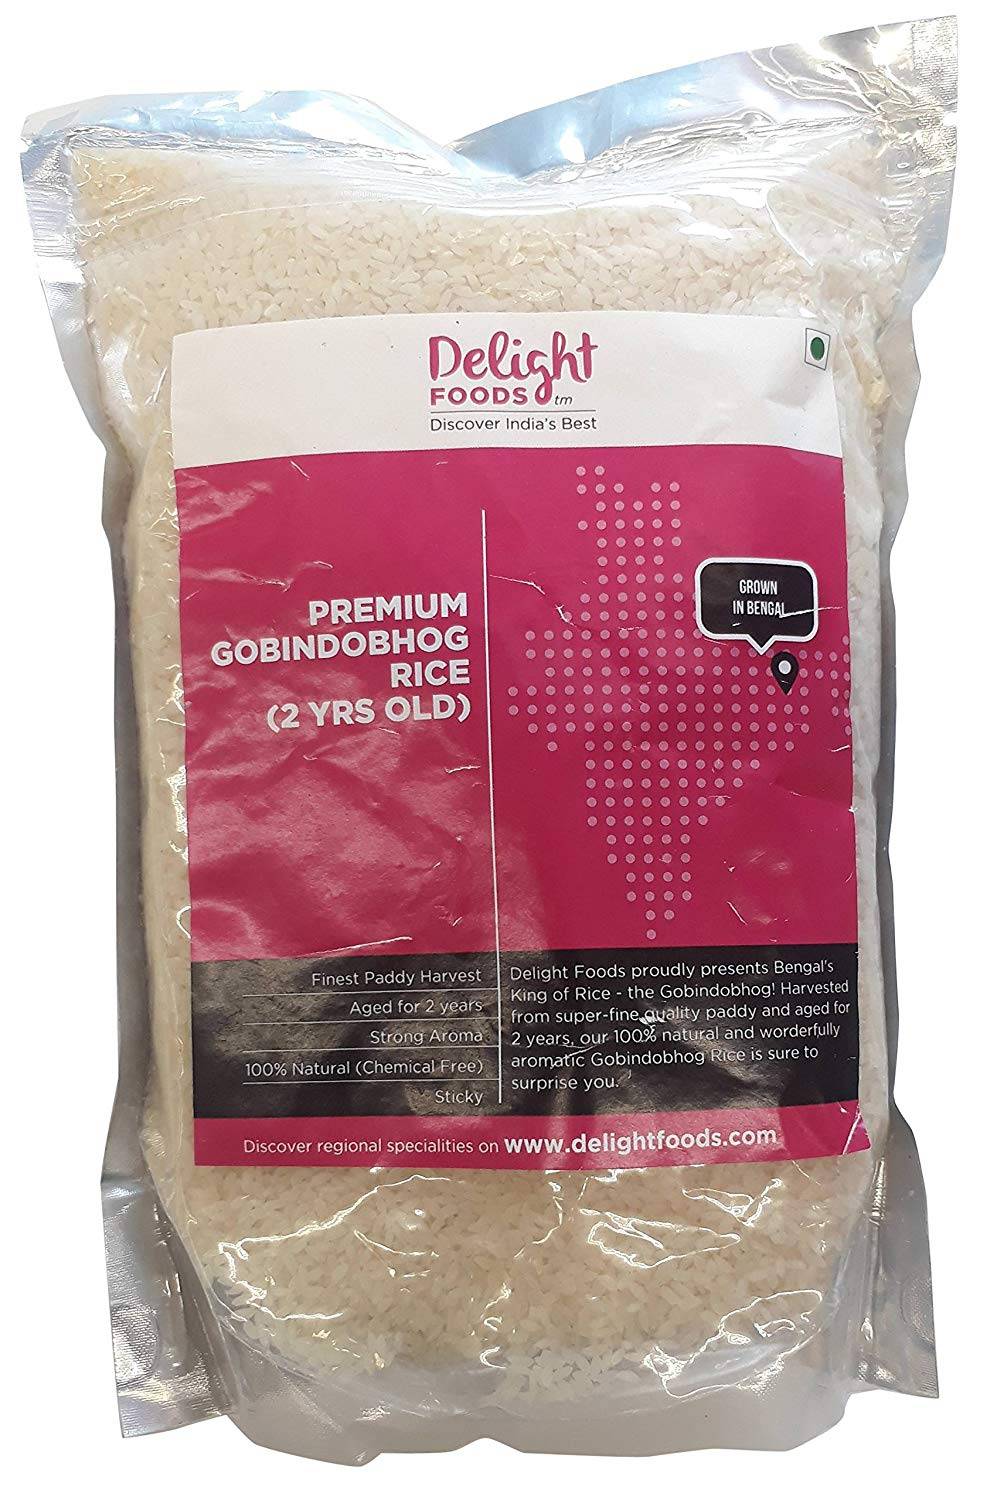 Delight
FOODS tm
Discover India's Best
GROWN
IN BENGAL
PREMIUM
GOBINDOBHOG
RICE
(2 YRS OLD)
Finest Paddy Harvest
Aged for 2 years
Strong Aroma
100% Natural (Chemical Free)
Sticky
Delight Foods proudly presents Bengal's
King of Rice - the Gobindobhog! Harvested
from super-fine quality paddy and aged for
2 years, our 100% natural and worderfully
aromatic Gobindobhog Rice is sure to
surprise you.
Discover regional specialities on www.delightfoods.com